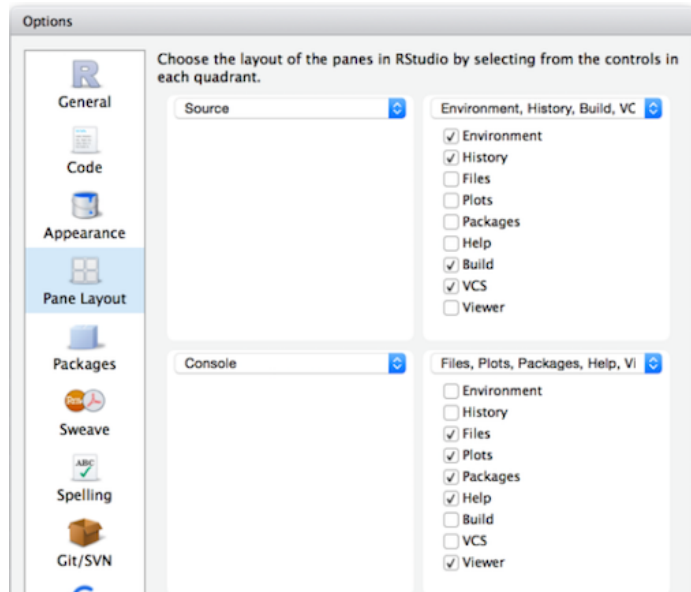 Options
Choose the layout of the panes in RStudio by selecting from the controls in
each quadrant.
General
Code
Appearance
Pane Layout
Packages
Sweave
ABC
Spelling
Git/SVN
Source
Environment, History, Build, VC
Environment
History
Files
Plots
Packages
Help
Build
VCS
Viewer
Console
Files, Plots, Packages, Help, Vi
Environment
History
Files
Plots
Packages
Help
Build
VCS
Viewer